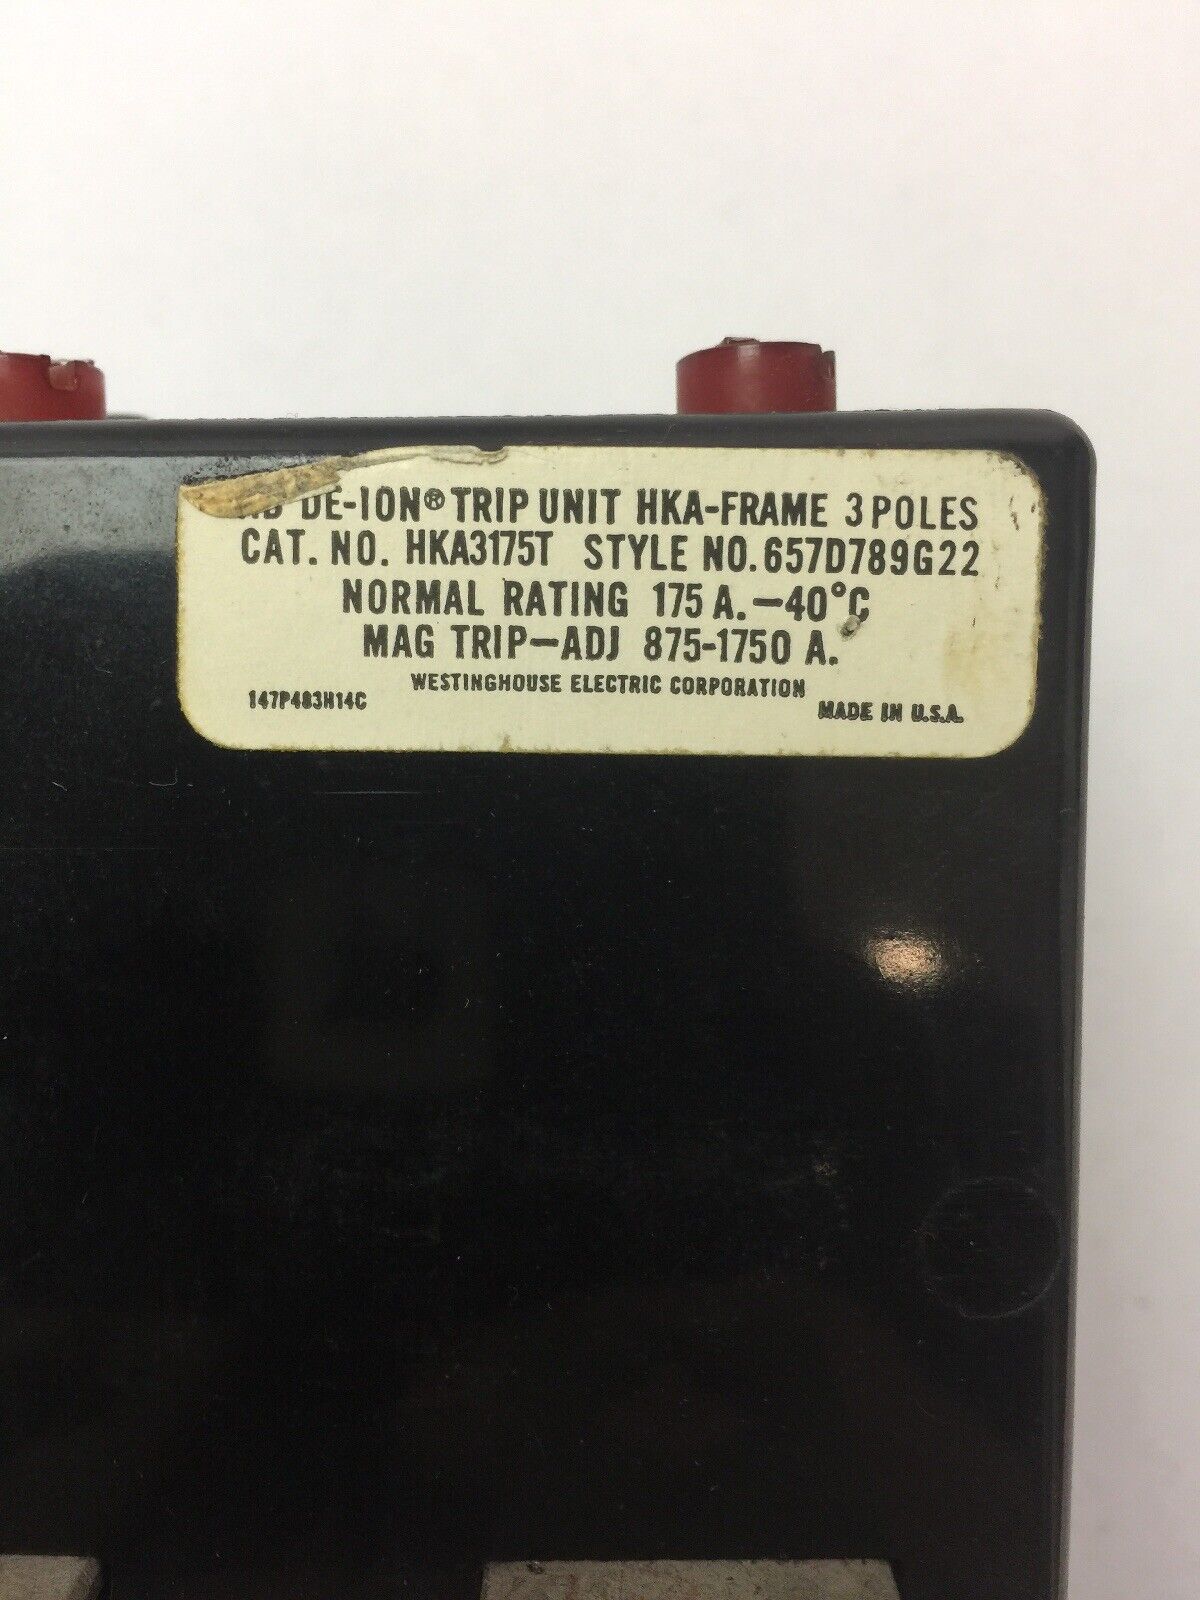 DE-ION® TRIP UNIT HKA-FRAME 3 POLES
CAT. NO. HKA3175T STYLE NO. 657D789G22
NORMAL RATING 175 A.-40°C
MAG TRIP-ADJ 875-1750 A.
WESTINGHOUSE ELECTRIC CORPORATION
147P483H14C
MADE IN U.S.A.